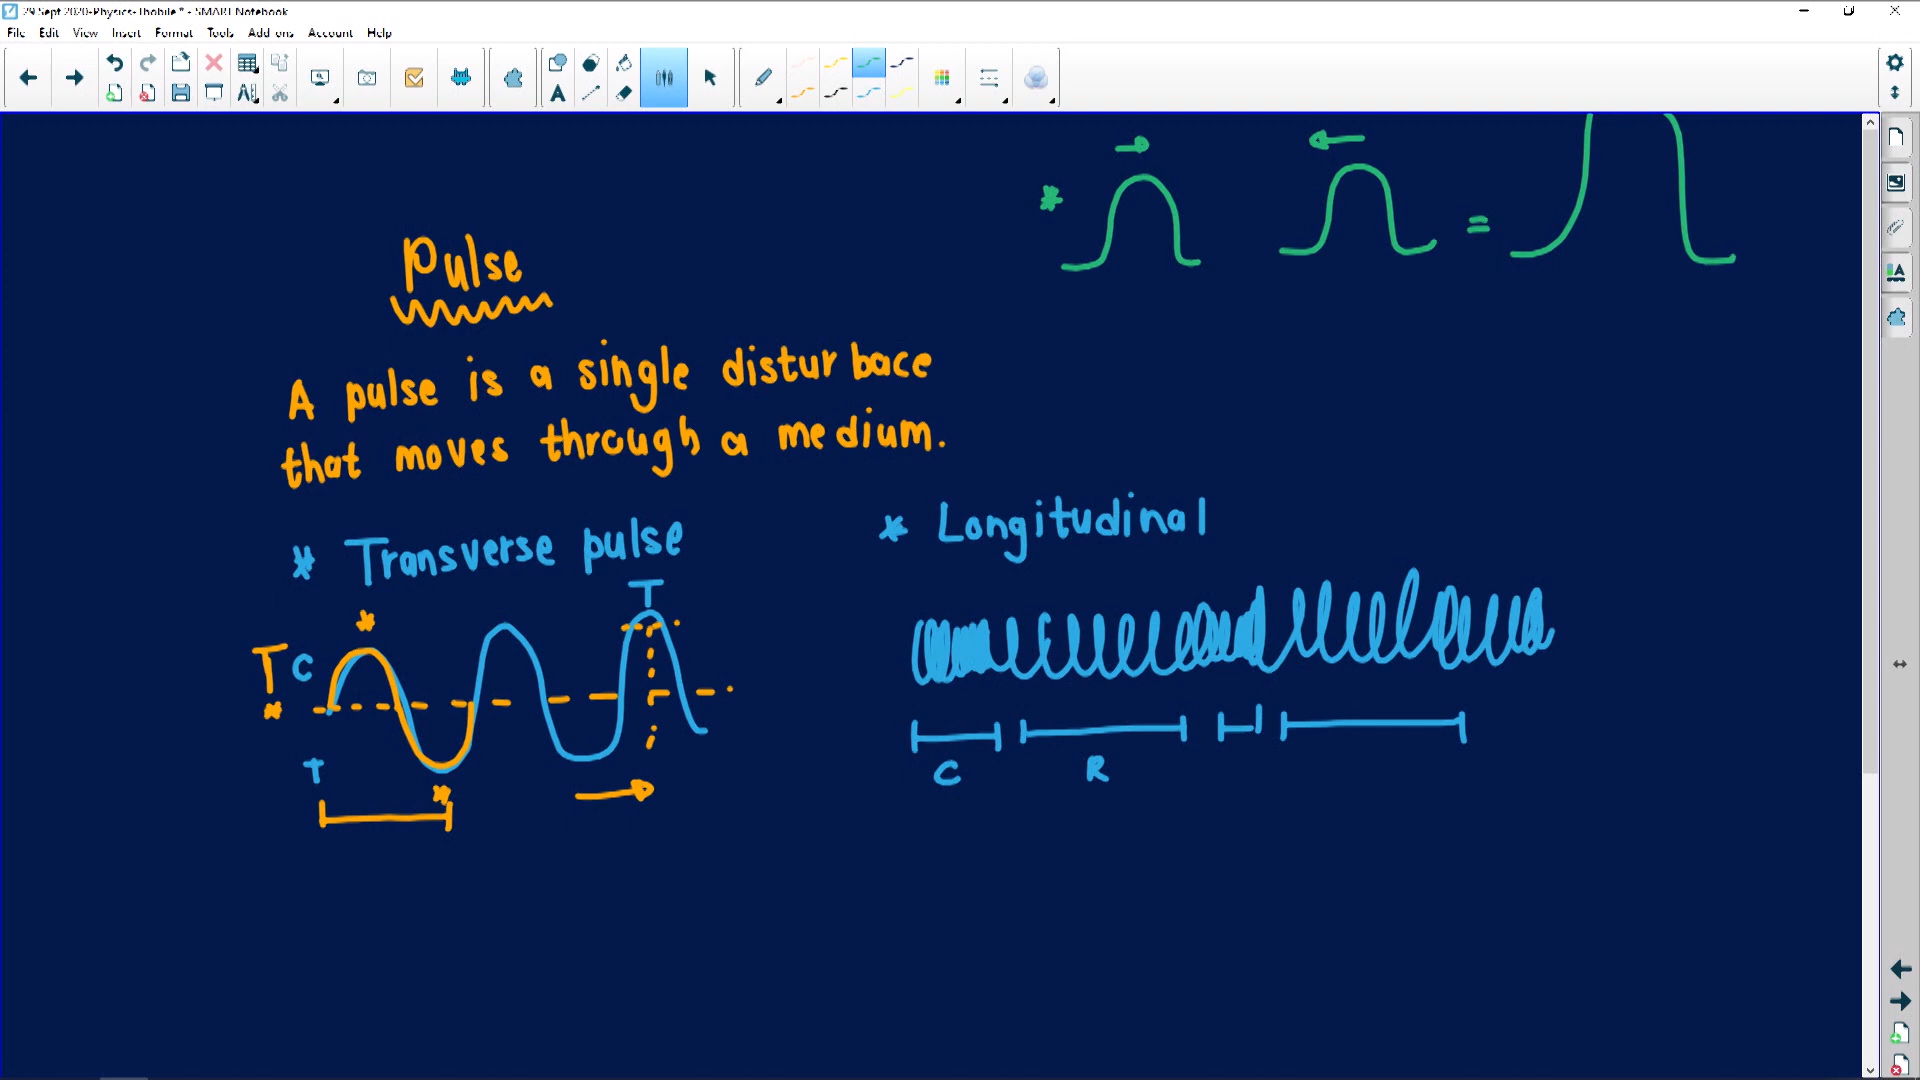 29 Sept 2020-Physics-Thobile * - SMART Notebook
File Edit View Insert Format Tools Add-ons Account Help
=
Pulse
A pulse is a single disturbace
that moves through a medium.
* Transverse pulse
* Longitudinal
T
T C
T
C R